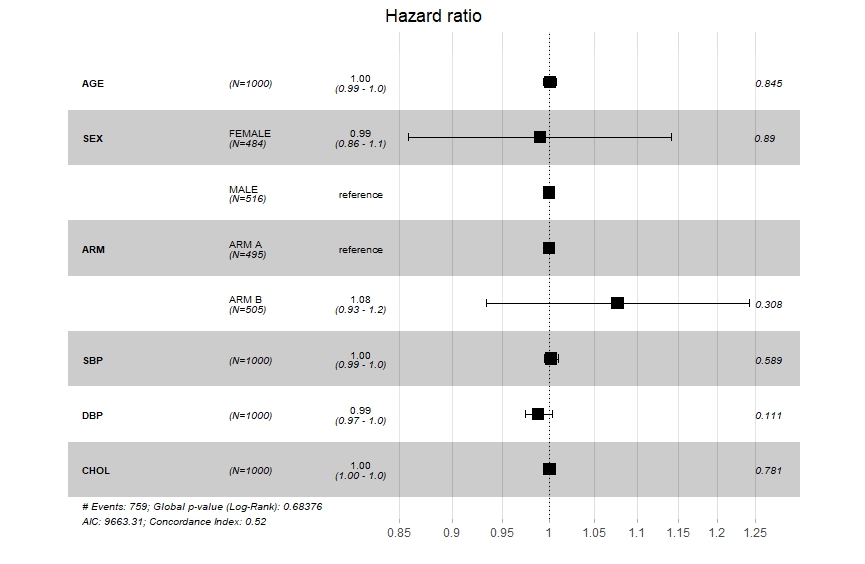 Hazard ratio
AGE (N=1000) 1.00 0.845
(0.99 - 1.0)
SEX FEMALE 0.99 0.89
(N=484) (0.86 - 1.1)
MALE reference
(N=516)
ARM ARM A reference
(N=495)
ARM B 1.08 0.308
(N=505) (0.93 - 1.2)
SBP (N=1000) 1.00 0.589
(0.99 - 1.0)
DBP (N=1000) 0.99 0.111
(0.97 - 1.0)
CHOL (N=1000) 1.00 0.781
(1.00 - 1.0)
# Events: 759; Global p-value (Log-Rank): 0.68376
AIC: 9663.31; Concordance Index: 0.52
0.85 0.9 0.95 1 1.05 1.1 1.15 1.2 1.25